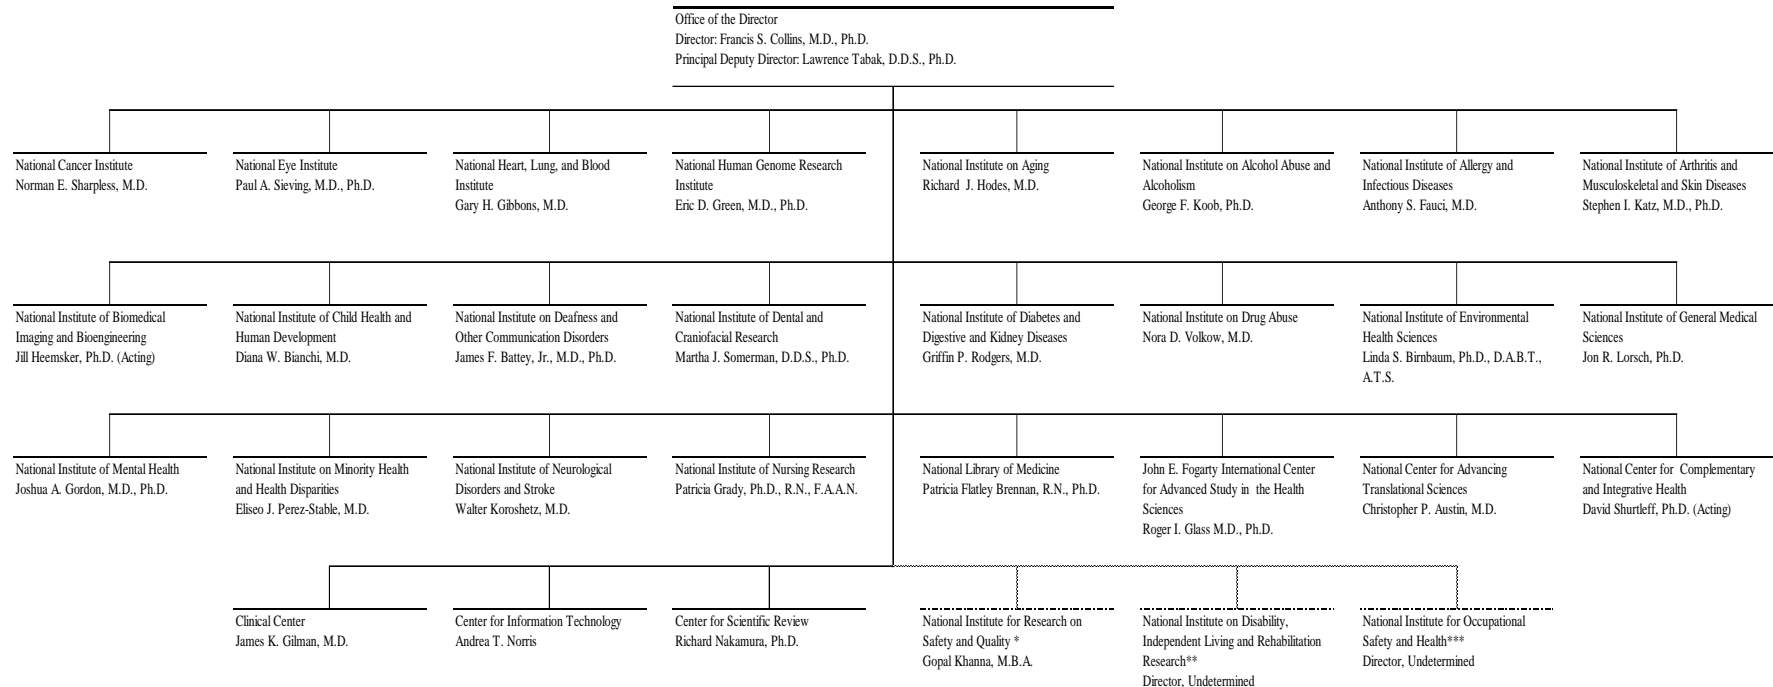 Office of the Director
Director: Francis S. Collins, M.D., Ph.D.
Principal Deputy Director: Lawrence Tabak, D.D.S., Ph.D.
National Cancer Institute
Norman E. Sharpless, M.D.
National Eye Institute
Paul A. Sieving, M.D., Ph.D.
National Heart, Lung, and Blood
Institute
Gary H. Gibbons, M.D.
National Human Genome Research
Institute
Eric D. Green, M.D., Ph.D.
National Institute on Aging
Richard J. Hodes, M.D.
National Institute on Alcohol Abuse and
Alcoholism
George F. Koob, Ph.D.
National Institute of Allergy and
Infectious Diseases
Anthony S. Fauci, M.D.
National Institute of Arthritis and
Musculoskeletal and Skin Diseases
Stephen I. Katz, M.D., Ph.D.
National Institute of Biomedical
Imaging and Bioengineering
Jill Heemsker, Ph.D. (Acting)
National Institute of Child Health and
Human Development
Diana W. Bianchi, M.D.
National Institute on Deafness and
Other Communication Disorders
James F. Battey, Jr., M.D., Ph.D.
National Institute of Dental and
Craniofacial Research
Martha J. Somerman, D.D.S., Ph.D.
National Institute of Diabetes and
Digestive and Kidney Diseases
Griffin P. Rodgers, M.D.
National Institute on Drug Abuse
Nora D. Volkow, M.D.
National Institute of Environmental
Health Sciences
Linda S. Birnbaum, Ph.D., D.A.B.T.,
A.T.S.
National Institute of General Medical
Sciences
Jon R. Lorsch, Ph.D.
National Institute of Mental Health
Joshua A. Gordon, M.D., Ph.D.
National Institute on Minority Health
and Health Disparities
Eliseo J. Perez-Stable, M.D.
National Institute of Neurological
Disorders and Stroke
Walter Koroshetz, M.D.
National Institute of Nursing Research
Patricia Grady, Ph.D., R.N., F.A.A.N.
National Library of Medicine
Patricia Flatley Brennan, R.N., Ph.D.
John E. Fogarty International Center
for Advanced Study in the Health
Sciences
Roger I. Glass M.D., Ph.D.
National Center for Advancing
Translational Sciences
Christopher P. Austin, M.D.
National Center for Complementary
and Integrative Health
David Shurtleff, Ph.D. (Acting)
Clinical Center
James K. Gilman, M.D.
Center for Information Technology
Andrea T. Norris
Center for Scientific Review
Richard Nakamura, Ph.D.
National Institute for Research on
Safety and Quality *
Gopal Khanna, M.B.A.
National Institute on Disability,
Independent Living and Rehabilitation
Research**
Director, Undetermined
National Institute for Occupational
Safety and Health***
Director, Undetermined